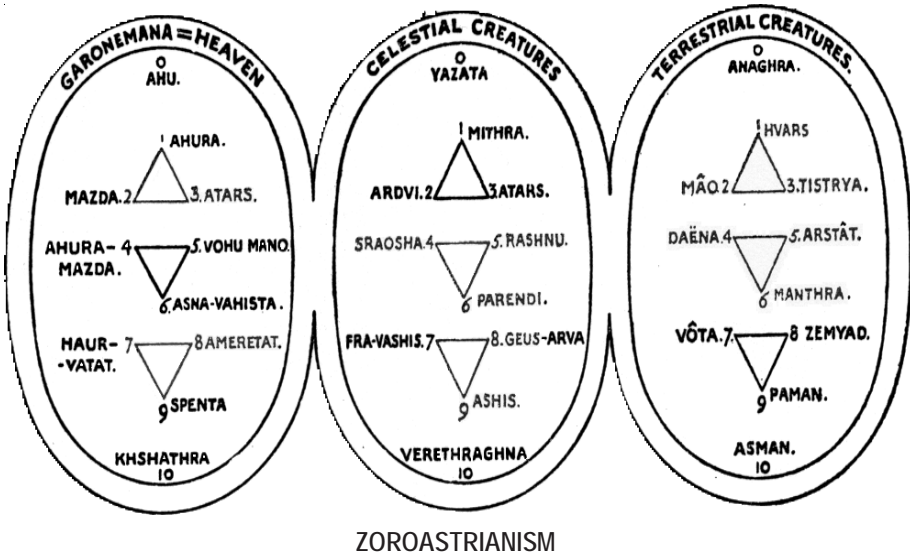 GARONEMANA=HEAVEN
0
AHU.
1 AHURA.
MAZDA. 2 3. ATARS.
AHURA- 4 5. VOHU MANO.
MAZDA.
6. ASNA-VAHISTA.
HAUR- 7 8 AMERETAT.
-VATAT.
9 SPENTA
KHSHATHRA
10
CELESTIAL CREATURES
0
YAZATA
1 MITHRA.
ARDVI. 2 3. ATARS.
SRAOSHA. 4 5. RASHNU.
6 PARENDI.
FRA-VASHIS. 7 8. GEUS-ARVA
9 ASHIS.
VERETHRAGHNA
10
TERRESTRIAL CREATURES.
0
ANAGHRA.
1 HVARS
MÂO. 2 3. TISTRYA.
DAËNA. 4 5. ARSTÂT.
6 MANTHRA.
VÔTA. 7. 8 ZEMYAD.
9 PAMAN.
ASMAN.
10
ZOROASTRIANISM